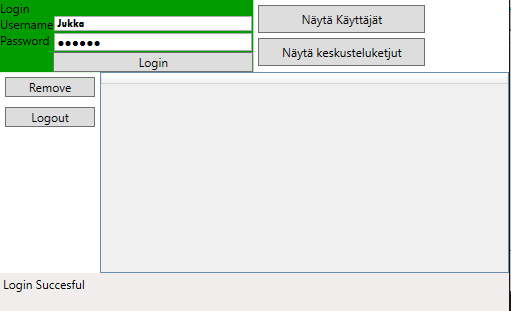 Login
Username Jukka
Password ●●●●●●
Login
Näytä Käyttäjät
Näytä keskusteluketjut
Remove
Logout
Login Succesful